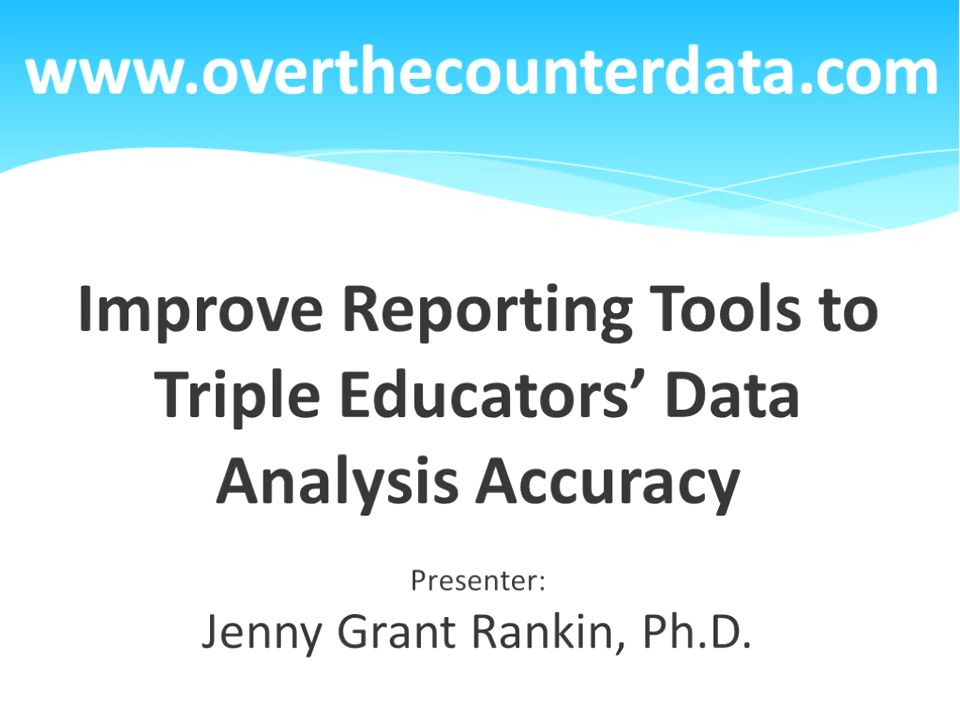 www.overthecounterdata.com
Improve Reporting Tools to
Triple Educators’ Data
Analysis Accuracy
Presenter:
Jenny Grant Rankin, Ph.D.